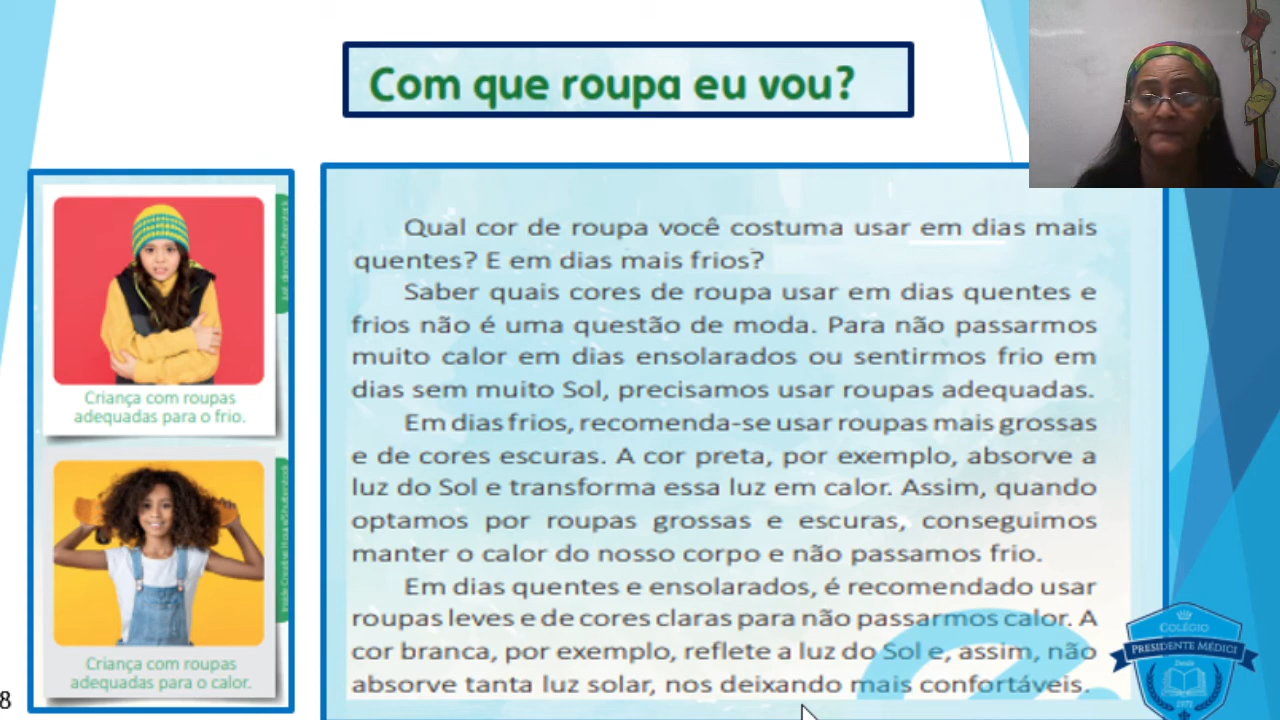 Com que roupa eu vou?
Criança com roupas
adequadas para o frio.
Criança com roupas
adequadas para o calor.
8
Qual cor de roupa você costuma usar em dias mais
quentes? E em dias mais frios?
Saber quais cores de roupa usar em dias quentes e
frios não é uma questão de moda. Para não passarmos
muito calor em dias ensolarados ou sentirmos frio em
dias sem muito Sol, precisamos usar roupas adequadas.
Em dias frios, recomenda-se usar roupas mais grossas
e de cores escuras. A cor preta, por exemplo, absorve a
luz do Sol e transforma essa luz em calor. Assim, quando
optamos por roupas grossas e escuras, conseguimos
manter o calor do nosso corpo e não passamos frio.
Em dias quentes e ensolarados, é recomendado usar
roupas leves e de cores claras para não passarmos calor. A
cor branca, por exemplo, reflete a luz do Sol e, assim, não
absorve tanta luz solar, nos deixando mais confortáveis.
COLÉGIO
PRESIDENTE MÉDICI
Desde
1972